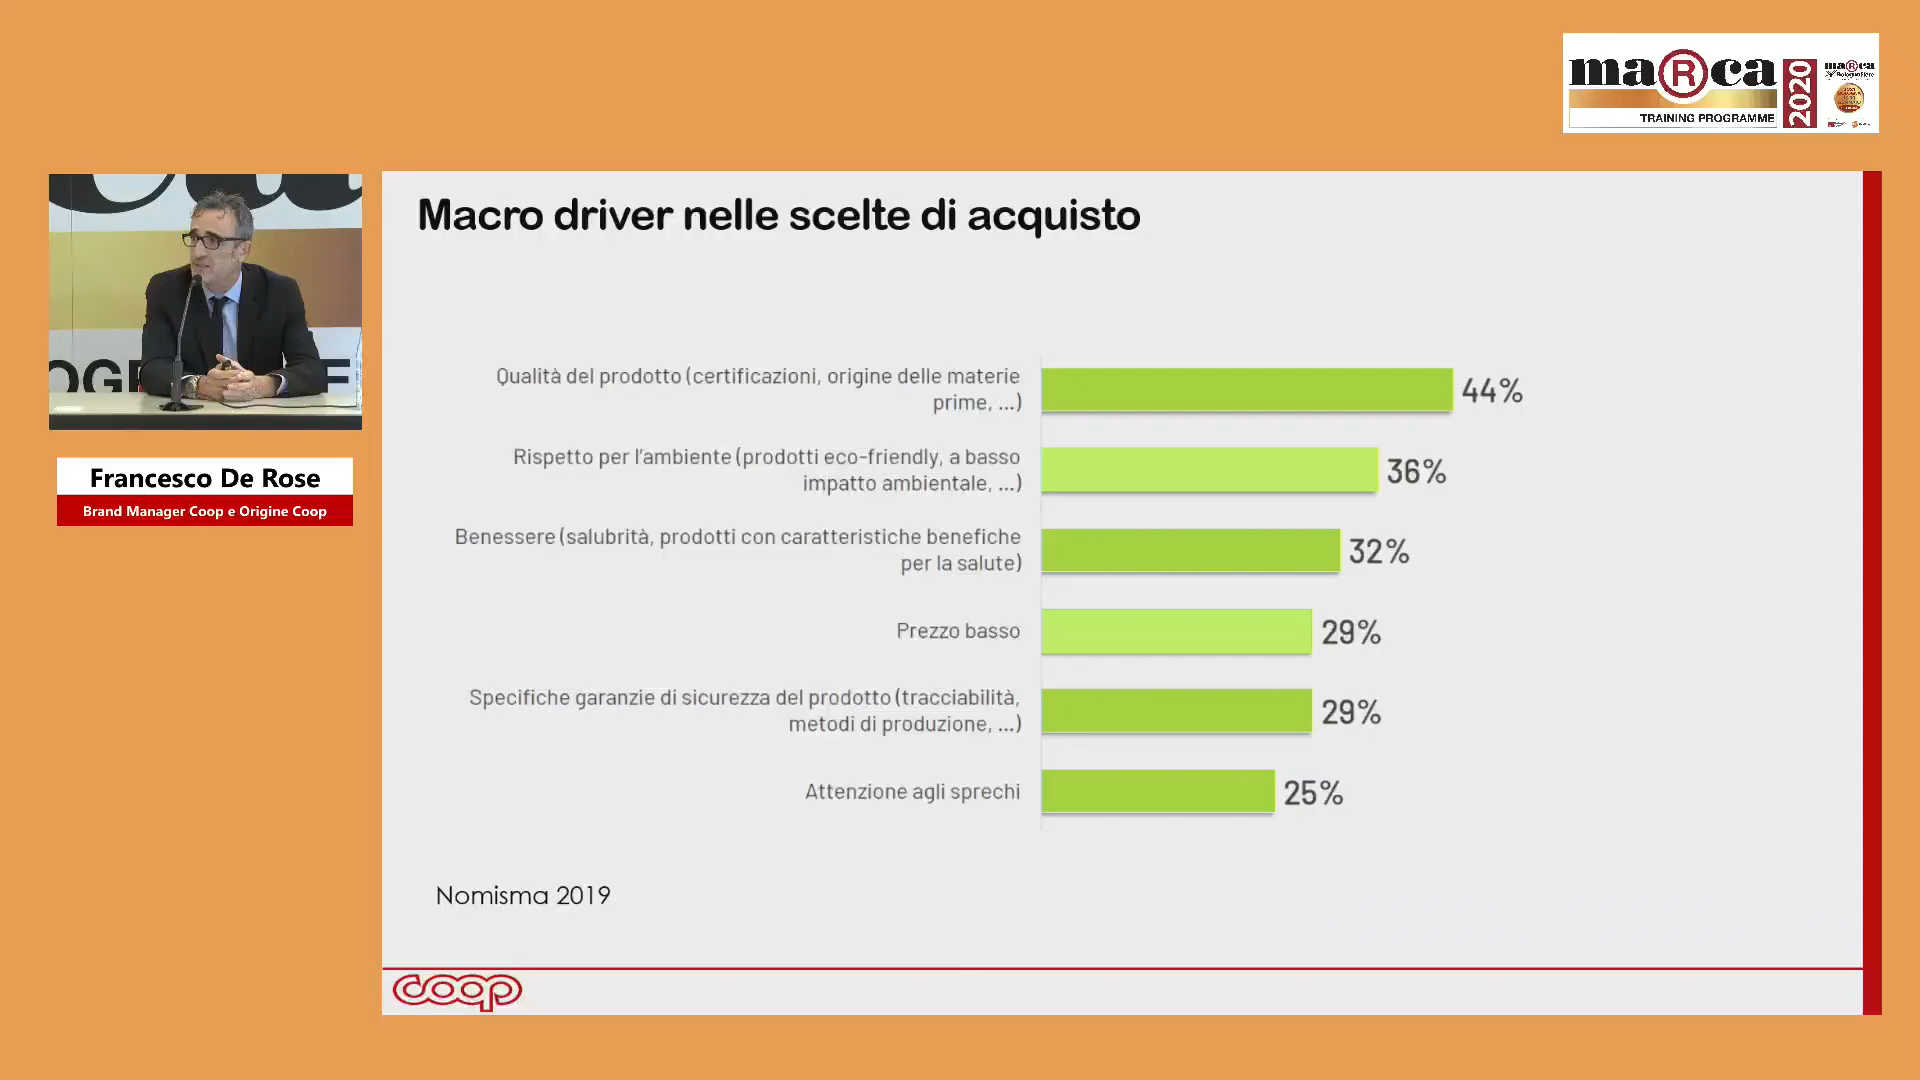 maRca
TRAINING PROGRAMME
2020
maRca
BolognaFiere
OGR
E
Francesco De Rose
Brand Manager Coop e Origine Coop
Macro driver nelle scelte di acquisto
Qualità del prodotto (certificazioni, origine delle materie
prime, ...)
44%
Rispetto per l'ambiente (prodotti eco-friendly, a basso
impatto ambientale, ...)
36%
Benessere (salubrità, prodotti con caratteristiche benefiche
per la salute)
32%
Prezzo basso
29%
Specifiche garanzie di sicurezza del prodotto (tracciabilità,
metodi di produzione, ...)
29%
Attenzione agli sprechi
25%
Nomisma 2019
coop